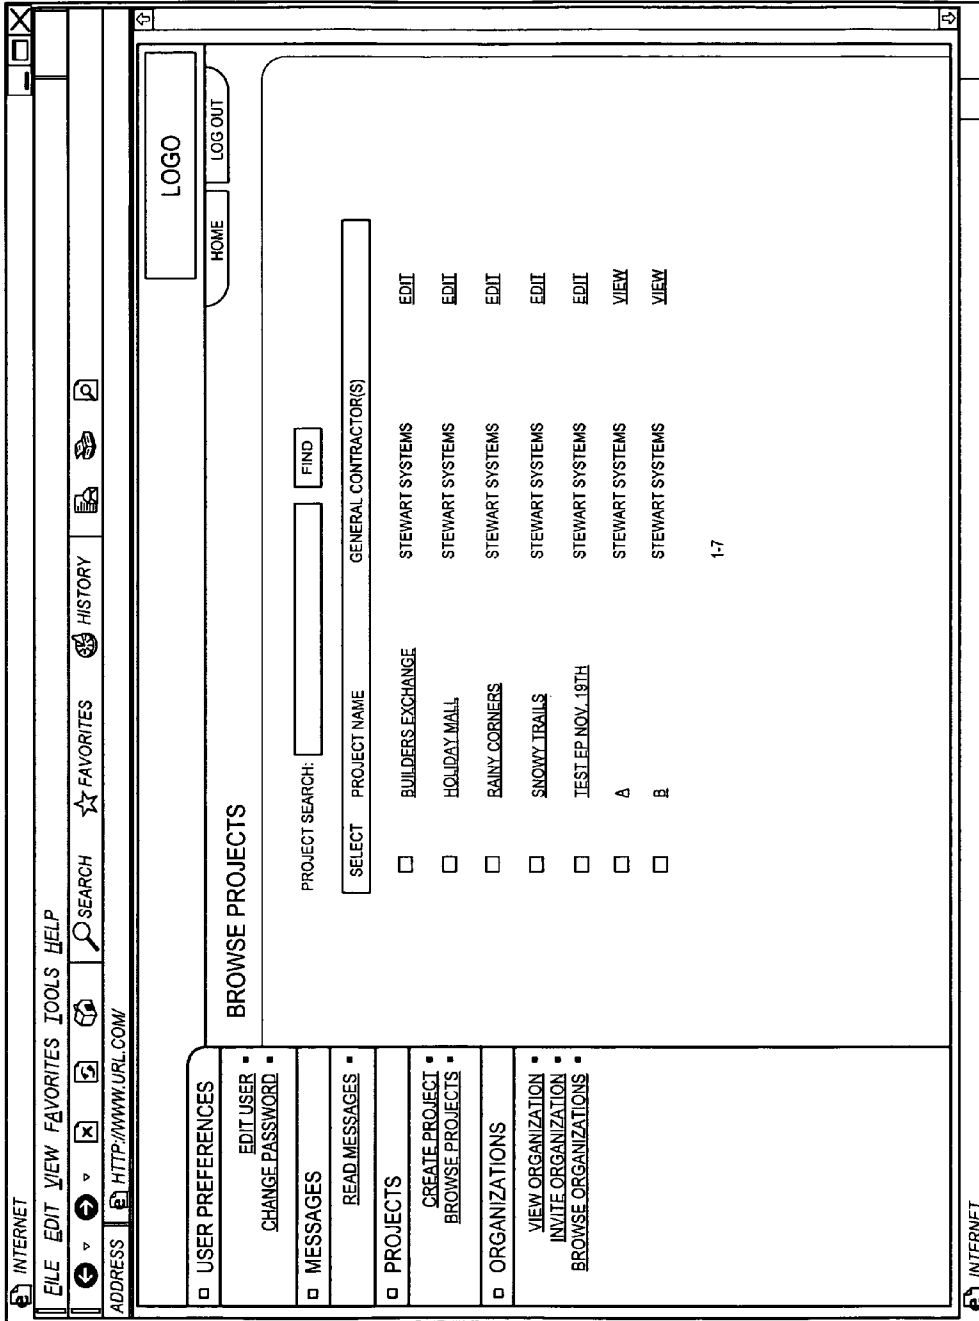 INTERNET
FILE EDIT VIEW FAVORITES TOOLS HELP
SEARCH FAVORITES HISTORY
ADDRESS HTTP://WWW.URL.COM/
LOGO
HOME LOG OUT
USER PREFERENCES
EDIT USER
CHANGE PASSWORD
MESSAGES
READ MESSAGES
PROJECTS
CREATE PROJECT
BROWSE PROJECTS
ORGANIZATIONS
VIEW ORGANIZATION
INVITE ORGANIZATION
BROWSE ORGANIZATIONS
BROWSE PROJECTS
PROJECT SEARCH: FIND
SELECT PROJECT NAME GENERAL CONTRACTOR(S)
BUILDERS EXCHANGE STEWART SYSTEMS EDIT
HOLIDAY MALL STEWART SYSTEMS EDIT
RAINY CORNERS STEWART SYSTEMS EDIT
SNOWY TRAILS STEWART SYSTEMS EDIT
TEST EP NOV. 19TH STEWART SYSTEMS EDIT
A STEWART SYSTEMS VIEW
B STEWART SYSTEMS VIEW
1-7
INTERNET